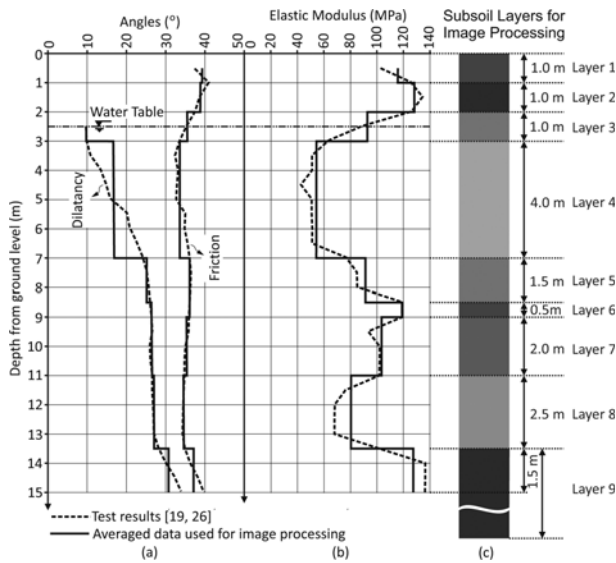 Angles (°)
Elastic Modulus (MPa)
Subsoil Layers for
Image Processing
0 10 20 30 40 50
0 20 40 60 80 100 120 140
Depth from ground level (m)
0
1
2
3
4
5
6
7
8
9
10
11
12
13
14
15
Water Table
Dilatancy
Friction
1.0 m Layer 1
1.0 m Layer 2
1.0 m Layer 3
4.0 m Layer 4
1.5 m Layer 5
0.5m Layer 6
2.0 m Layer 7
2.5 m Layer 8
1.5 m Layer 9
Test results [19, 26]
Averaged data used for image processing
(a) (b) (c)